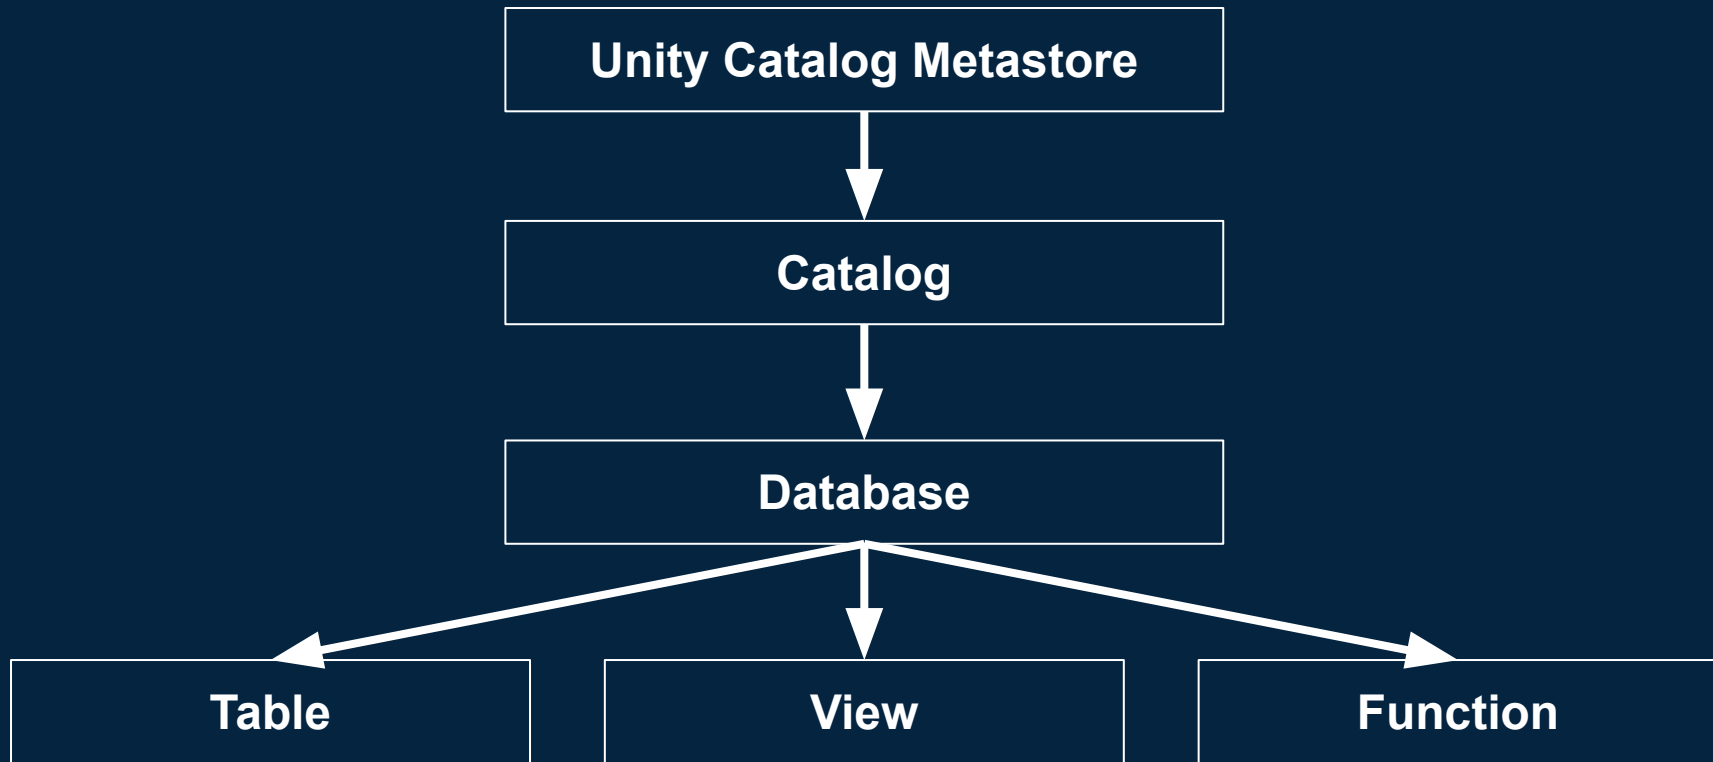 Unity Catalog Metastore
Catalog
Database
Table
View
Function